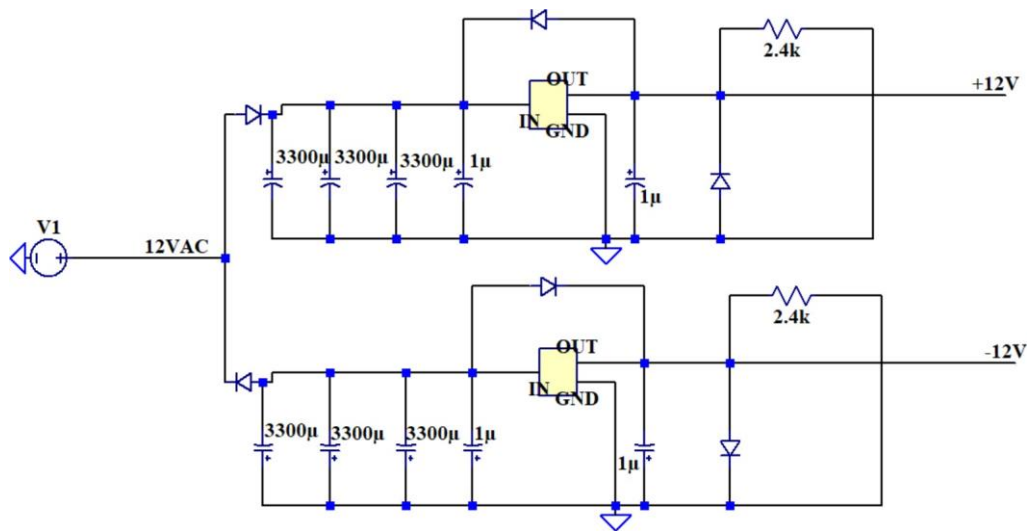 2.4k
OUT
+12V
IN
GND
3300µ
3300µ
3300µ
1µ
1µ
V1
12VAC
2.4k
OUT
-12V
IN
GND
3300µ
3300µ
3300µ
1µ
1µ